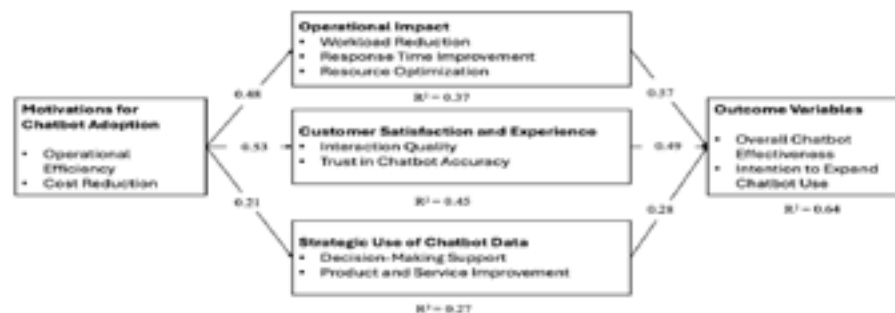 Operational Impact
• Workload Reduction
• Response Time Improvement
• Resource Optimization
R² = 0.37
0.48
0.57
Motivations for
Chatbot Adoption
• Operational
Efficiency
• Cost Reduction
0.53
Customer Satisfaction and Experience
• Interaction Quality
• Trust in Chatbot Accuracy
R² = 0.45
0.49
Outcome Variables
• Overall Chatbot
Effectiveness
• Intention to Expand
Chatbot Use
R² = 0.64
0.21
0.28
Strategic Use of Chatbot Data
• Decision-Making Support
• Product and Service Improvement
R² = 0.27